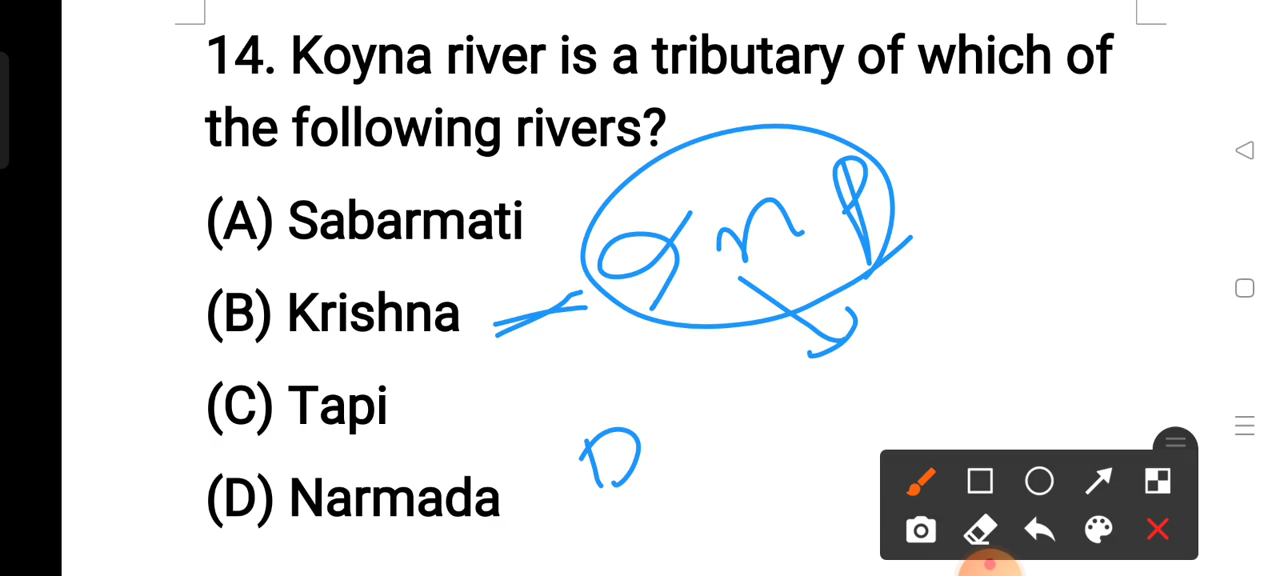 14. Koyna river is a tributary of which of
the following rivers?
(A) Sabarmati
(B) Krishna
(C) Tapi
(D) Narmada